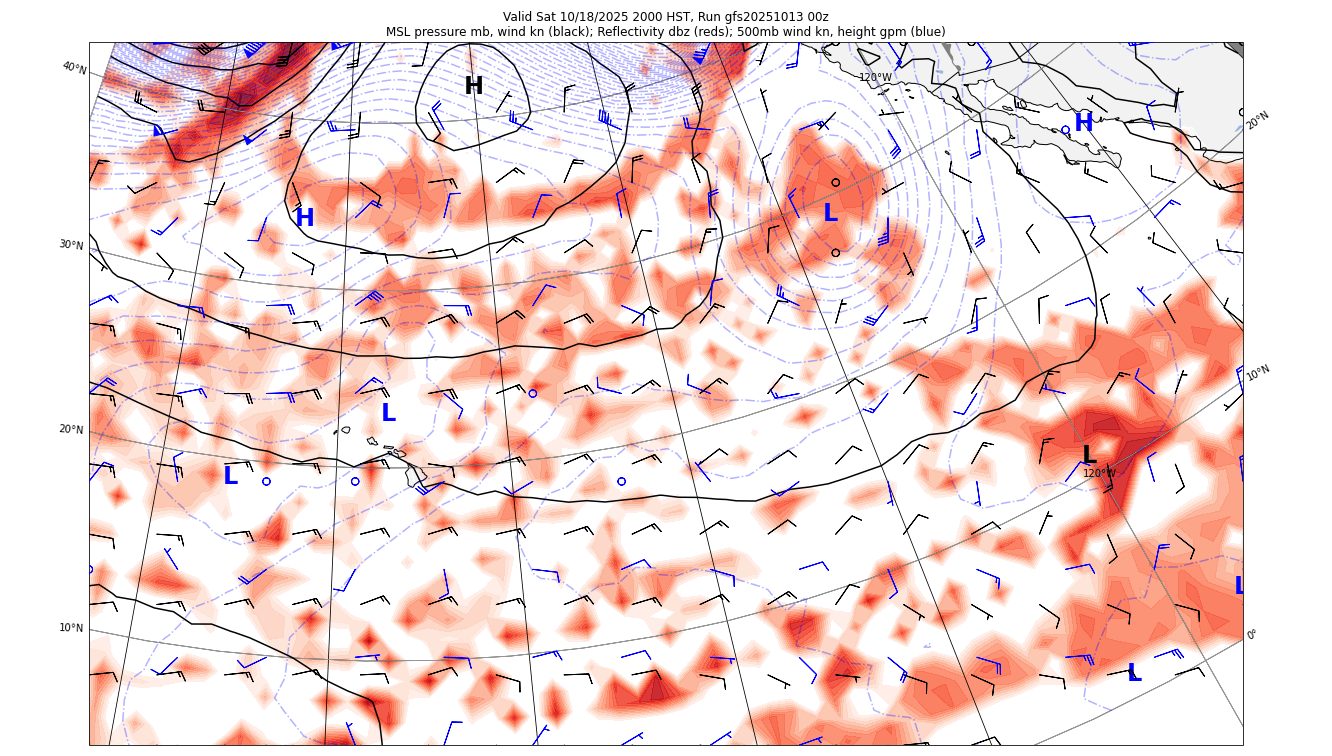 Valid Sat 10/18/2025 2000 HST, Run gfs20251013 00z
MSL pressure mb, wind kn (black); Reflectivity dbz (reds); 500mb wind kn, height gpm (blue)
40°N
120°W
H
H
20°N
H
L
30°N
10°N
L
20°N
L
L
120°W
L
10°N
0°
L